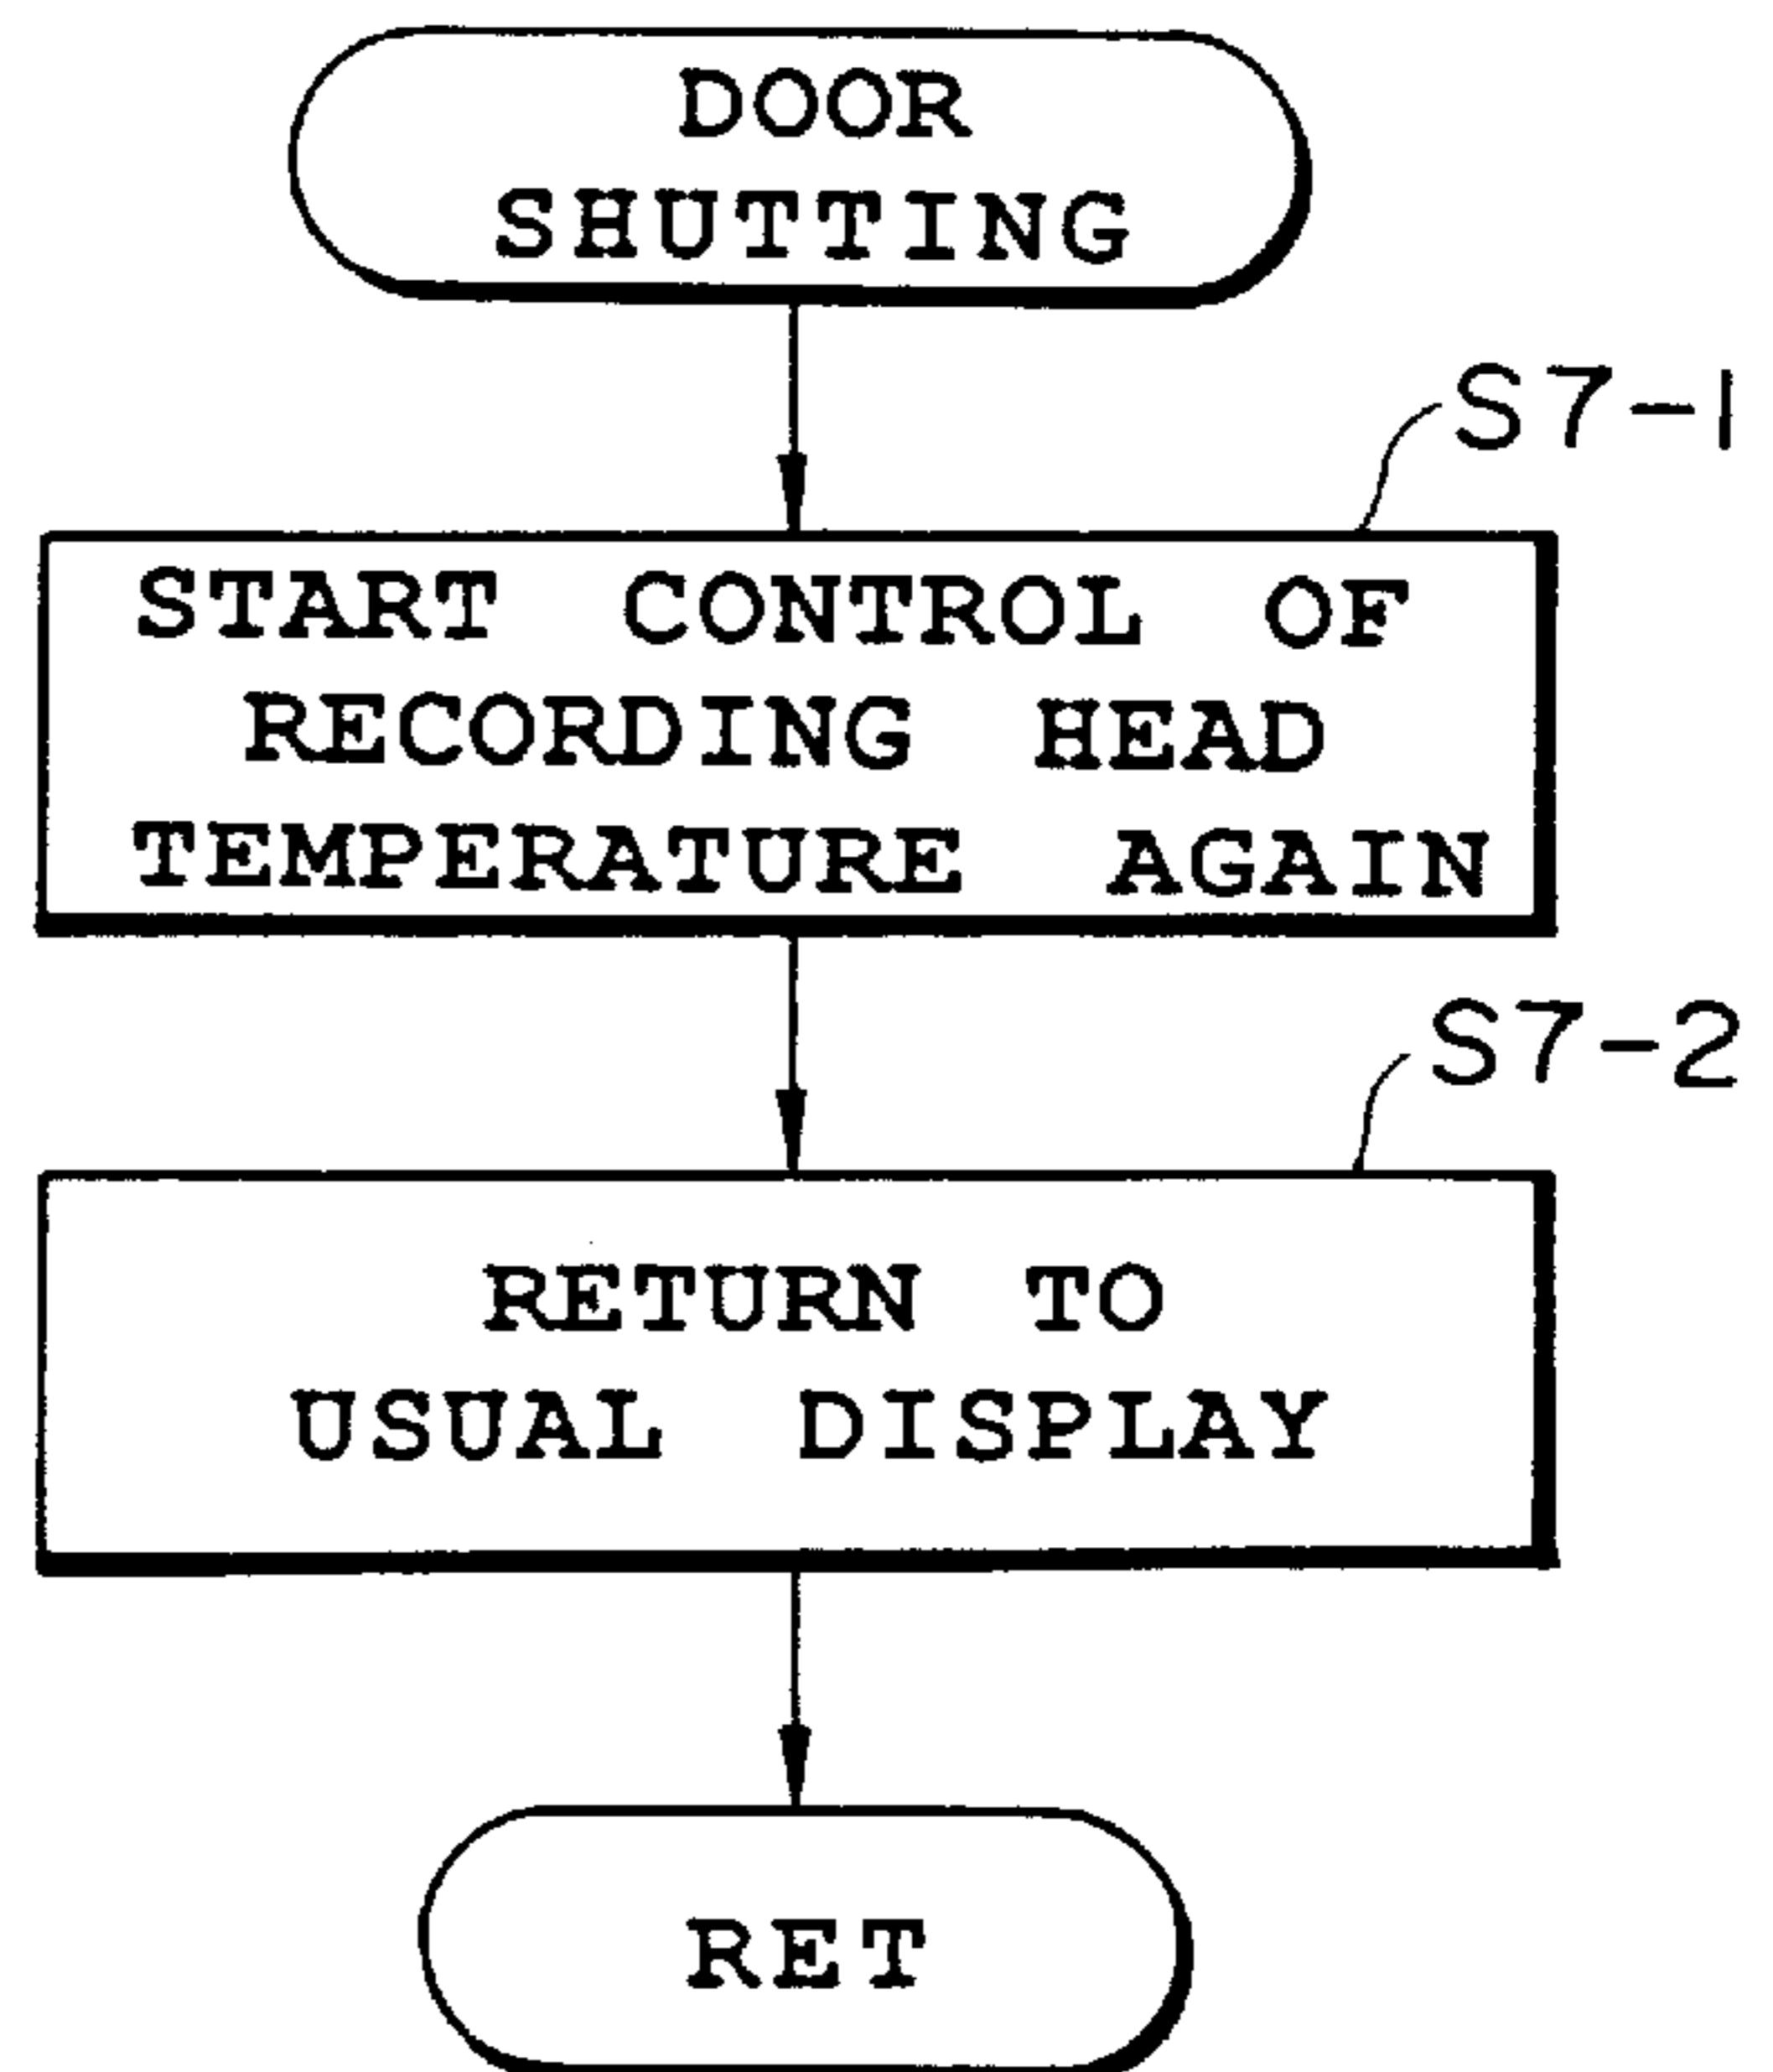 DOOR
SHUTTING
S7-1
START CONTROL OF
RECORDING HEAD
TEMPERATURE AGAIN
S7-2
RETURN TO
USUAL DISPLAY
RET